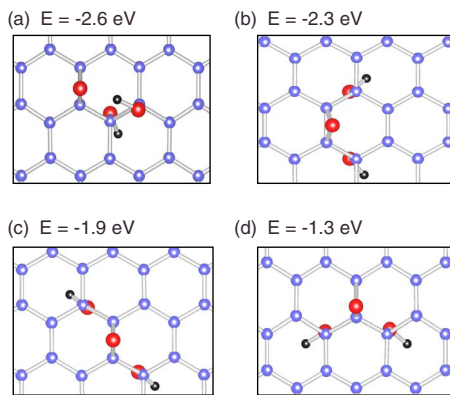 (a) E = -2.6 eV
(b) E = -2.3 eV
(c) E = -1.9 eV
(d) E = -1.3 eV